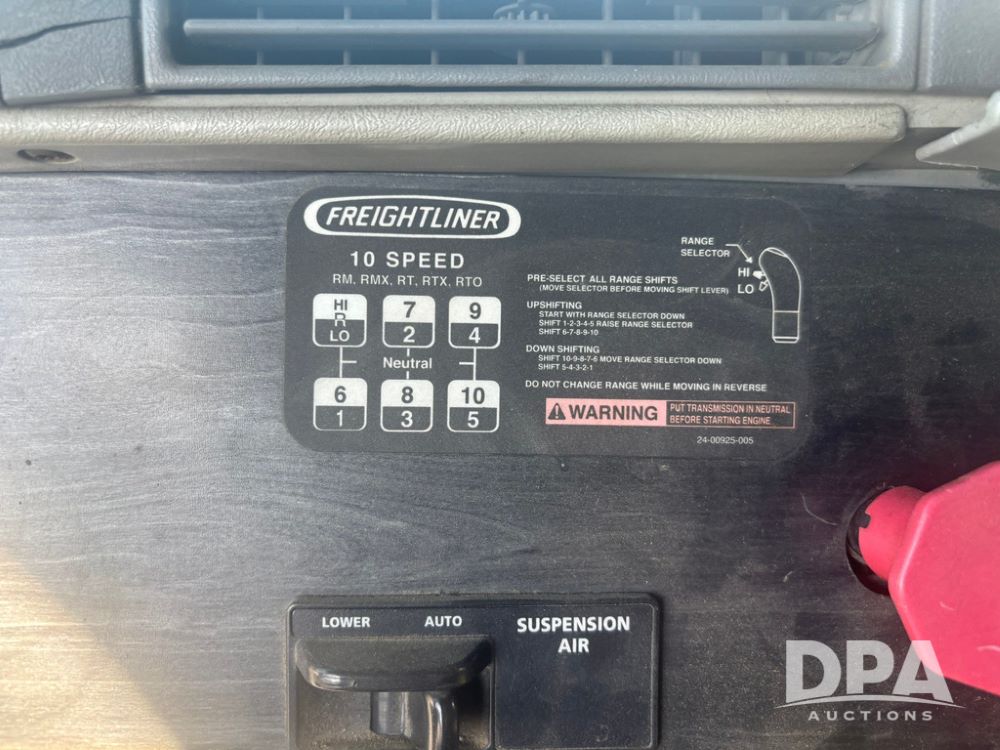 FREIGHTLINER
10 SPEED
RM, RMX, RT, RTX, RTO
HI
R
LO
7
2
9
4
Neutral
6
1
8
3
10
5
RANGE
SELECTOR
HI
LO
PRE-SELECT ALL RANGE SHIFTS
(MOVE SELECTOR BEFORE MOVING SHIFT LEVER)
UPSHIFTING
START WITH RANGE SELECTOR DOWN
SHIFT 1-2-3-4-5 RAISE RANGE SELECTOR
SHIFT 6-7-8-9-10
DOWN SHIFTING
SHIFT 10-9-8-7-6 MOVE RANGE SELECTOR DOWN
SHIFT 5-4-3-2-1
DO NOT CHANGE RANGE WHILE MOVING IN REVERSE
WARNING
PUT TRANSMISSION IN NEUTRAL
BEFORE STARTING ENGINE
24-00925-005
LOWER AUTO
SUSPENSION
AIR
DPA
AUCTIONS